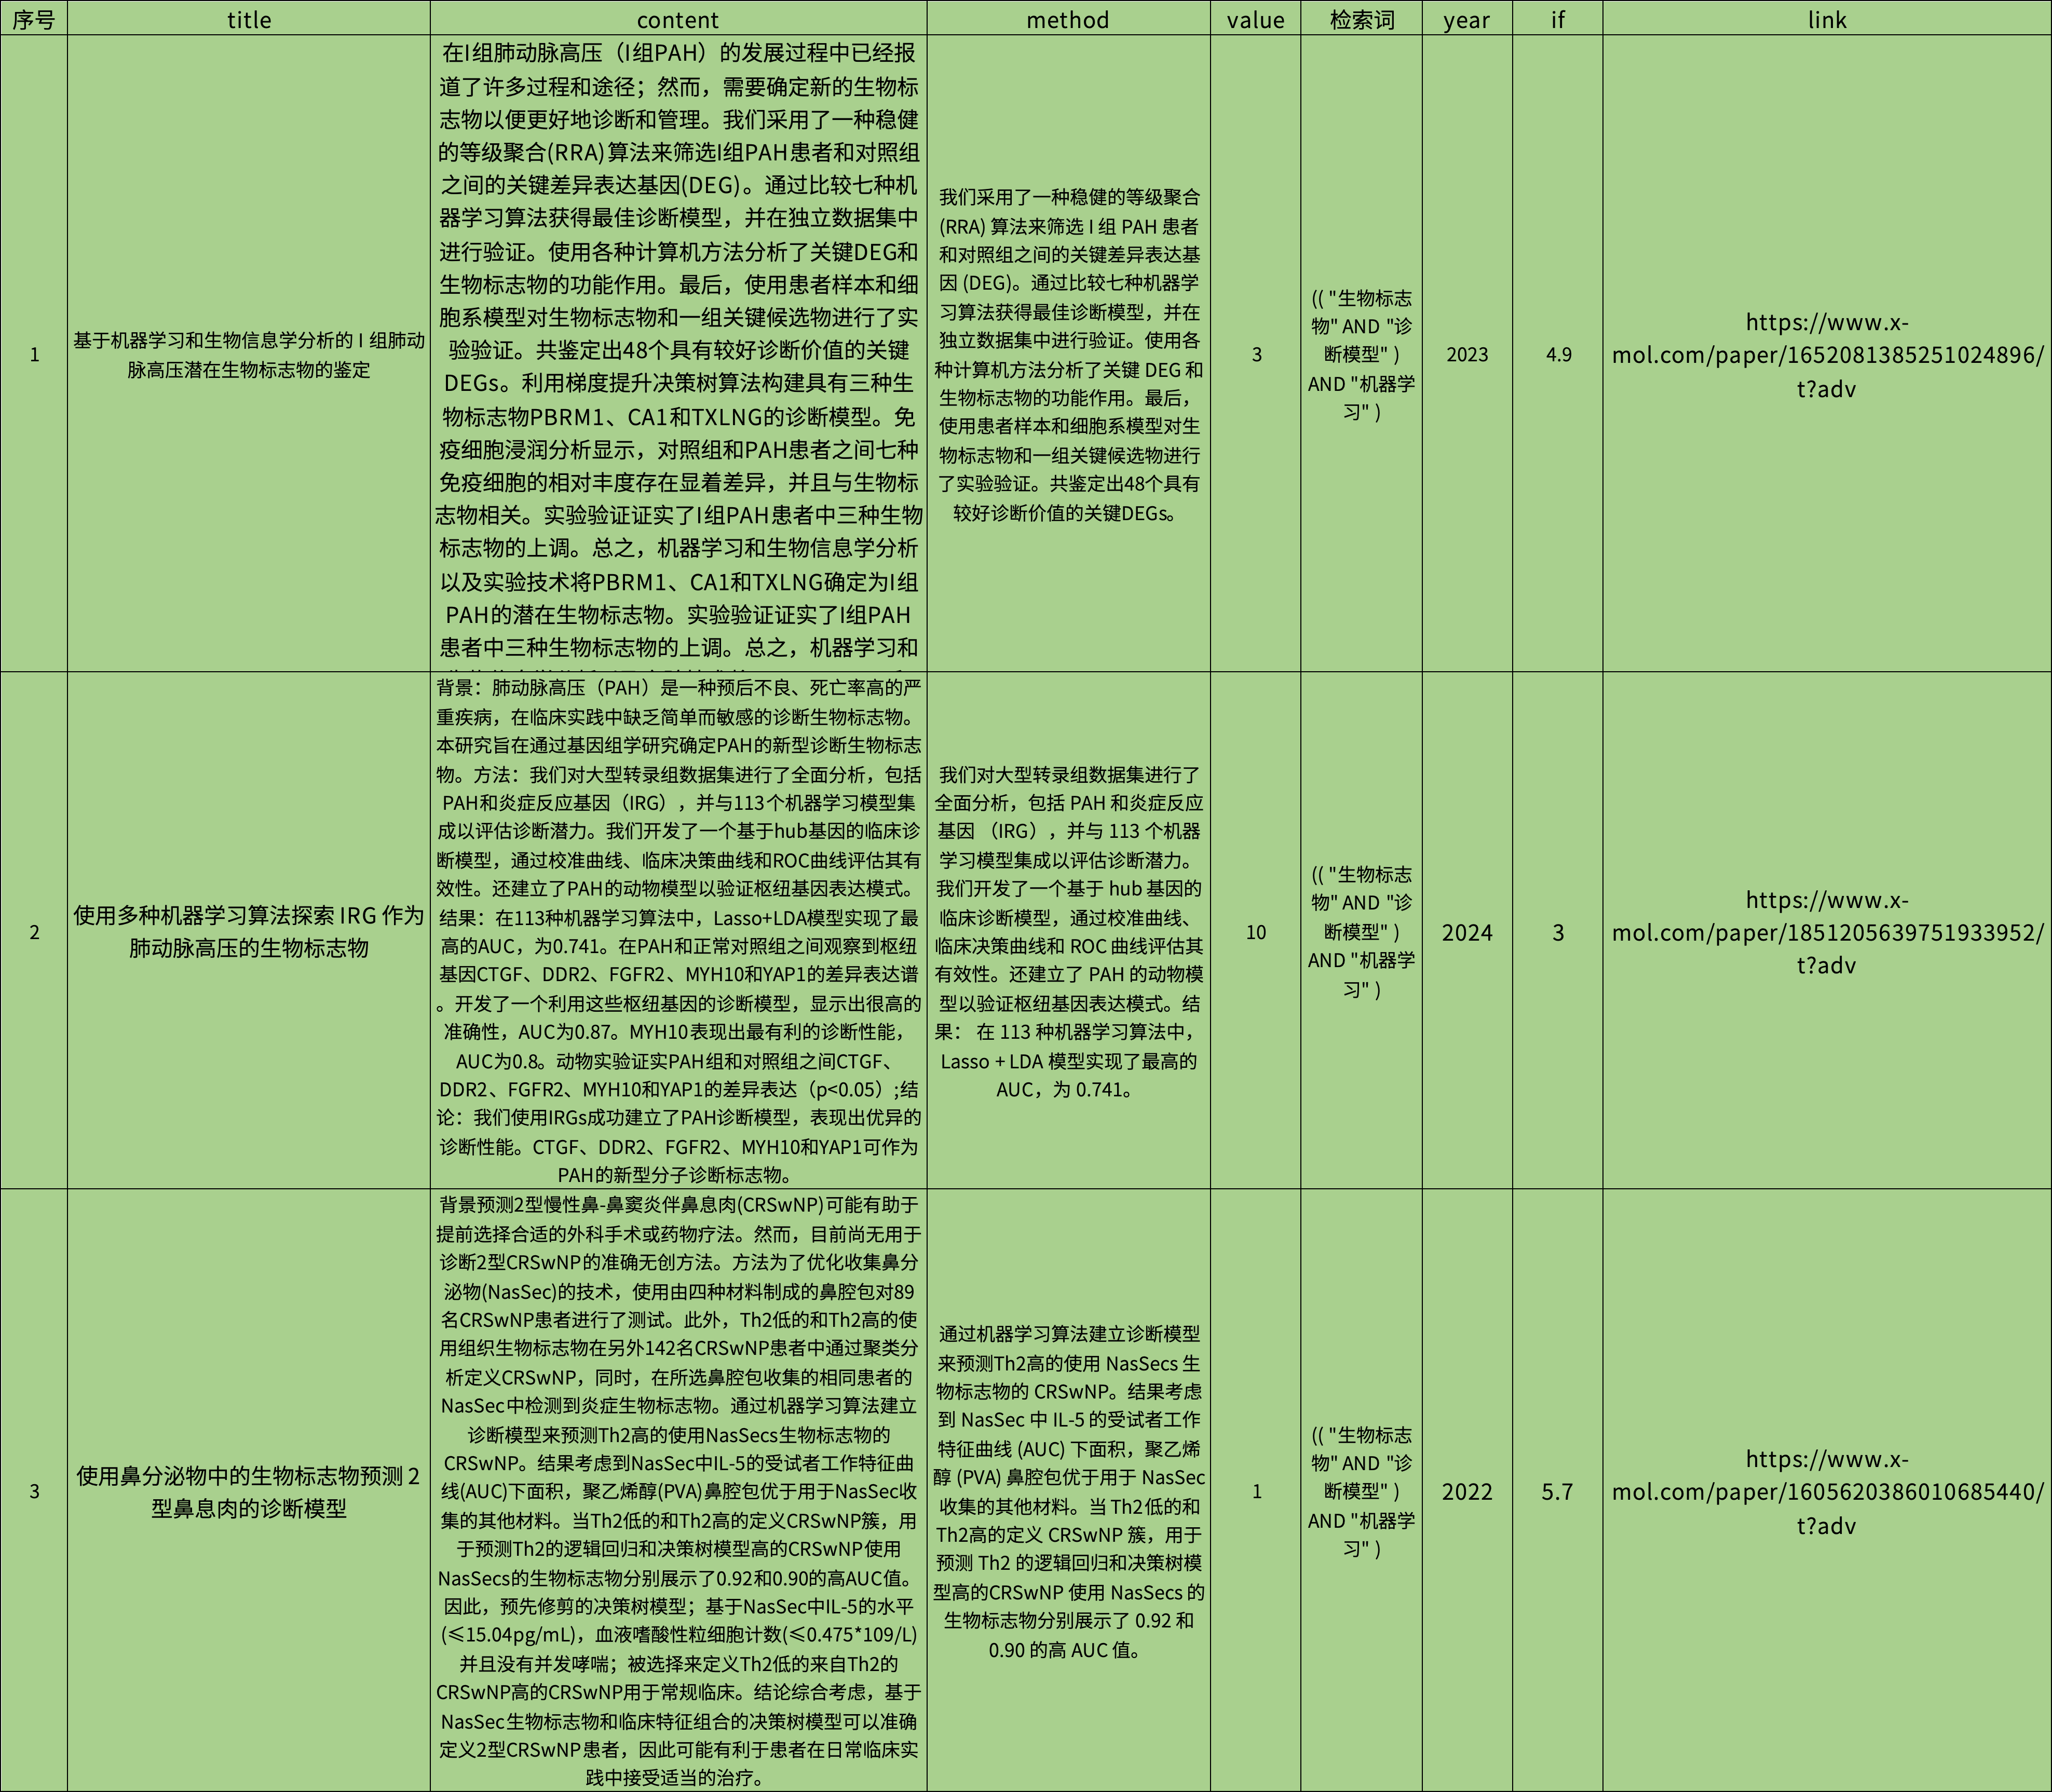 序号 title content method value 检索词 year if link
1
基于机器学习和生物信息学分析的 I 组肺动
脉高压潜在生物标志物的鉴定
在I组肺动脉高压（I组PAH）的发展过程中已经报
道了许多过程和途径；然而，需要确定新的生物标
志物以便更好地诊断和管理。我们采用了一种稳健
的等级聚合(RRA)算法来筛选I组PAH患者和对照组
之间的关键差异表达基因(DEG)。通过比较七种机
器学习算法获得最佳诊断模型，并在独立数据集中
进行验证。使用各种计算机方法分析了关键DEG和
生物标志物的功能作用。最后，使用患者样本和细
胞系模型对生物标志物和一组关键候选物进行了实
验验证。共鉴定出48个具有较好诊断价值的关键
DEGs。利用梯度提升决策树算法构建具有三种生
物标志物PBRM1、CA1和TXLNG的诊断模型。免
疫细胞浸润分析显示，对照组和PAH患者之间七种
免疫细胞的相对丰度存在显着差异，并且与生物标
志物相关。实验验证证实了I组PAH患者中三种生物
标志物的上调。总之，机器学习和生物信息学分析
以及实验技术将PBRM1、CA1和TXLNG确定为I组
PAH的潜在生物标志物。实验验证证实了I组PAH
患者中三种生物标志物的上调。总之，机器学习和
我们采用了一种稳健的等级聚合
(RRA) 算法来筛选 I 组 PAH 患者
和对照组之间的关键差异表达基
因 (DEG)。通过比较七种机器学
习算法获得最佳诊断模型，并在
独立数据集中进行验证。使用各
种计算机方法分析了关键 DEG 和
生物标志物的功能作用。最后，
使用患者样本和细胞系模型对生
物标志物和一组关键候选物进行
了实验验证。共鉴定出48个具有
较好诊断价值的关键DEGs。
3
(( "生物标志
物" AND "诊
断模型" )
AND "机器学
习" )
2023
4.9
https://www.x-
mol.com/paper/1652081385251024896/
t?adv
2
使用多种机器学习算法探索 IRG 作为
肺动脉高压的生物标志物
背景：肺动脉高压（PAH）是一种预后不良、死亡率高的严
重疾病，在临床实践中缺乏简单而敏感的诊断生物标志物。
本研究旨在通过基因组学研究确定PAH的新型诊断生物标志
物。方法：我们对大型转录组数据集进行了全面分析，包括
PAH和炎症反应基因（IRG），并与113个机器学习模型集
成以评估诊断潜力。我们开发了一个基于hub基因的临床诊
断模型，通过校准曲线、临床决策曲线和ROC曲线评估其有
效性。还建立了PAH的动物模型以验证枢纽基因表达模式。
结果：在113种机器学习算法中，Lasso+LDA模型实现了最
高的AUC，为0.741。在PAH和正常对照组之间观察到枢纽
基因CTGF、DDR2、FGFR2、MYH10和YAP1的差异表达谱
。开发了一个利用这些枢纽基因的诊断模型，显示出很高的
准确性，AUC为0.87。MYH10表现出最有利的诊断性能，
AUC为0.8。动物实验证实PAH组和对照组之间CTGF、
DDR2、FGFR2、MYH10和YAP1的差异表达（p<0.05）;结
论：我们使用IRGs成功建立了PAH诊断模型，表现出优异的
诊断性能。CTGF、DDR2、FGFR2、MYH10和YAP1可作为
PAH的新型分子诊断标志物。
我们对大型转录组数据集进行了
全面分析，包括 PAH 和炎症反应
基因 （IRG），并与 113 个机器
学习模型集成以评估诊断潜力。
我们开发了一个基于 hub 基因的
临床诊断模型，通过校准曲线、
临床决策曲线和 ROC 曲线评估其
有效性。还建立了 PAH 的动物模
型以验证枢纽基因表达模式。结
果： 在 113 种机器学习算法中，
Lasso + LDA 模型实现了最高的
AUC，为 0.741。
10
(( "生物标志
物" AND "诊
断模型" )
AND "机器学
习" )
2024
3
https://www.x-
mol.com/paper/1851205639751933952/
t?adv
3
使用鼻分泌物中的生物标志物预测 2
型鼻息肉的诊断模型
背景预测2型慢性鼻-鼻窦炎伴鼻息肉(CRSwNP)可能有助于
提前选择合适的外科手术或药物疗法。然而，目前尚无用于
诊断2型CRSwNP的准确无创方法。方法为了优化收集鼻分
泌物(NasSec)的技术，使用由四种材料制成的鼻腔包对89
名CRSwNP患者进行了测试。此外，Th2低的和Th2高的使
用组织生物标志物在另外142名CRSwNP患者中通过聚类分
析定义CRSwNP，同时，在所选鼻腔包收集的相同患者的
NasSec中检测到炎症生物标志物。通过机器学习算法建立
诊断模型来预测Th2高的使用NasSecs生物标志物的
CRSwNP。结果考虑到NasSec中IL-5的受试者工作特征曲
线(AUC)下面积，聚乙烯醇(PVA)鼻腔包优于用于NasSec收
集的其他材料。当Th2低的和Th2高的定义CRSwNP簇，用
于预测Th2的逻辑回归和决策树模型高的CRSwNP使用
NasSecs的生物标志物分别展示了0.92和0.90的高AUC值。
因此，预先修剪的决策树模型；基于NasSec中IL-5的水平
(≤15.04pg/mL)，血液嗜酸性粒细胞计数(≤0.475*109/L)
并且没有并发哮喘；被选择来定义Th2低的来自Th2的
CRSwNP高的CRSwNP用于常规临床。结论综合考虑，基于
NasSec生物标志物和临床特征组合的决策树模型可以准确
定义2型CRSwNP患者，因此可能有利于患者在日常临床实
践中接受适当的治疗。
通过机器学习算法建立诊断模型
来预测Th2高的使用 NasSecs 生
物标志物的 CRSwNP。结果考虑
到 NasSec 中 IL-5 的受试者工作
特征曲线 (AUC) 下面积，聚乙烯
醇 (PVA) 鼻腔包优于用于 NasSec
收集的其他材料。当 Th2低的和
Th2高的定义 CRSwNP 簇，用于
预测 Th2 的逻辑回归和决策树模
型高的CRSwNP 使用 NasSecs 的
生物标志物分别展示了 0.92 和
0.90 的高 AUC 值。
1
(( "生物标志
物" AND "诊
断模型" )
AND "机器学
习" )
2022
5.7
https://www.x-
mol.com/paper/1605620386010685440/
t?adv